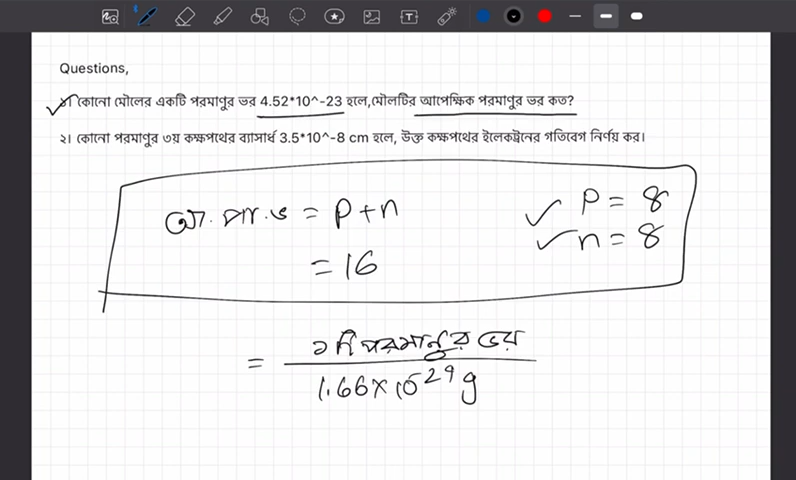 Questions,
১। কোনো মৌলের একটি পরমাণুর ভর 4.52*10^-23 হলে,মৌলটির আপেক্ষিক পরমাণুর ভর কত?
২। কোনো পরমাণুর ৩য় কক্ষপথের ব্যাসার্ধ 3.5*10^-8 cm হলে, উক্ত কক্ষপথের ইলেকট্রনের গতিবেগ নির্ণয় কর।
আ. পার. ভ = p+n
= 16
p = 8
n = 8
= ১টি পরমানুর ভর
1.66×10^-24 g